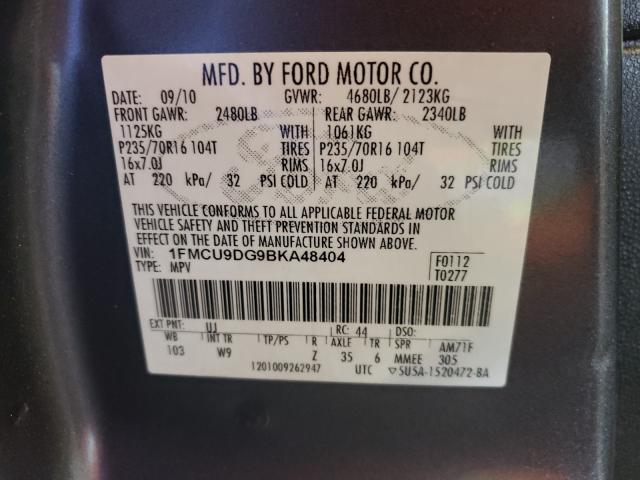 MFD. BY FORD MOTOR CO.
DATE: 09/10 GVWR: 4680LB/ 2123KG
FRONT GAWR: 2480LB REAR GAWR: 2340LB
1125KG WITH 1061KG WITH
P235/70R16 104T TIRES P235/70R16 104T TIRES
16x7.0J RIMS 16x7.0J RIMS
AT 220 kPa/ 32 PSI COLD AT 220 kPa/ 32 PSI COLD
THIS VEHICLE CONFORMS TO ALL APPLICABLE FEDERAL MOTOR
VEHICLE SAFETY AND THEFT PREVENTION STANDARDS IN
EFFECT ON THE DATE OF MANUFACTURE SHOWN ABOVE.
VIN: 1FMCU9DG9BKA48404 F0112
TYPE: MPV T0277
EXT PNT: UJ RC: 44 DSO:
WB INT TR TP/PS R AXLE TR SPR AM71F
103 W9 Z 35 6 MMEE 305
1201009262947 UTC ▽5U5A-1520472-BA